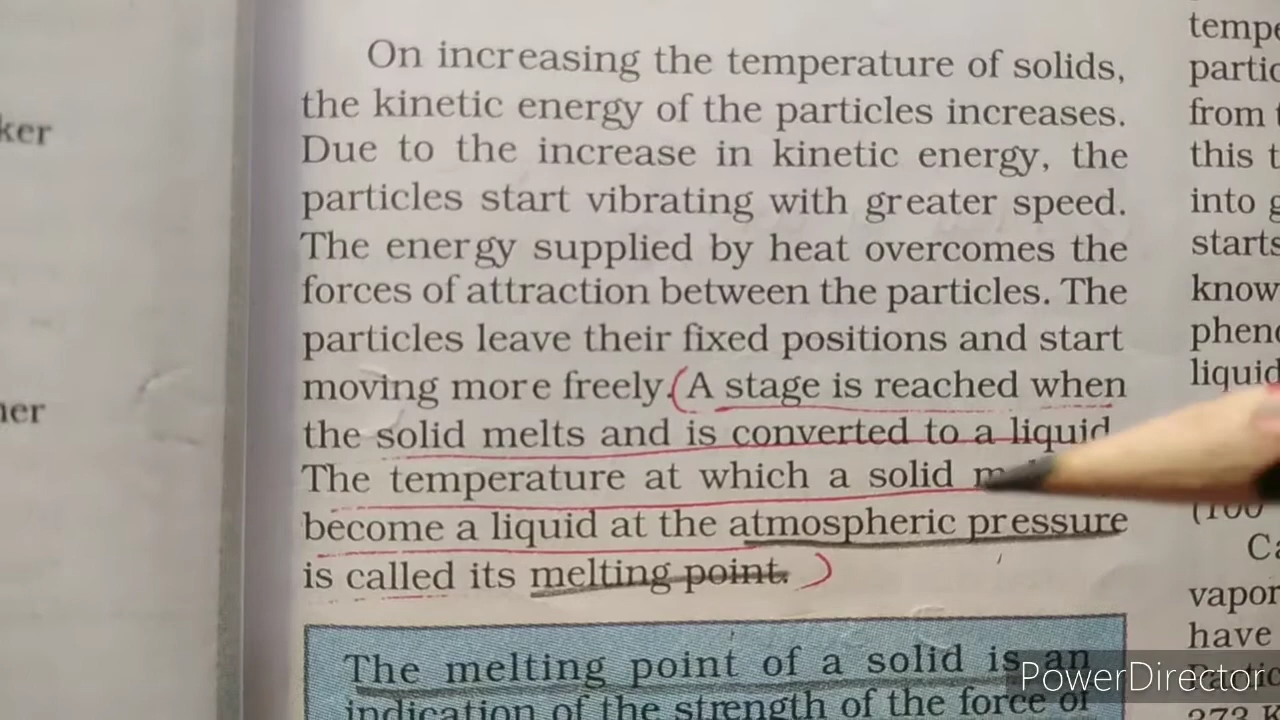 On increasing the temperature of solids,
the kinetic energy of the particles increases.
Due to the increase in kinetic energy, the
particles start vibrating with greater speed.
The energy supplied by heat overcomes the
forces of attraction between the particles. The
particles leave their fixed positions and start
moving more freely. (A stage is reached when
the solid melts and is converted to a liquid.
The temperature at which a solid
become a liquid at the atmospheric pressure
is called its melting point. )
The melting point of a solid is an
indication of the strength of the force of
ker
from
this
into
have
PowerDirector